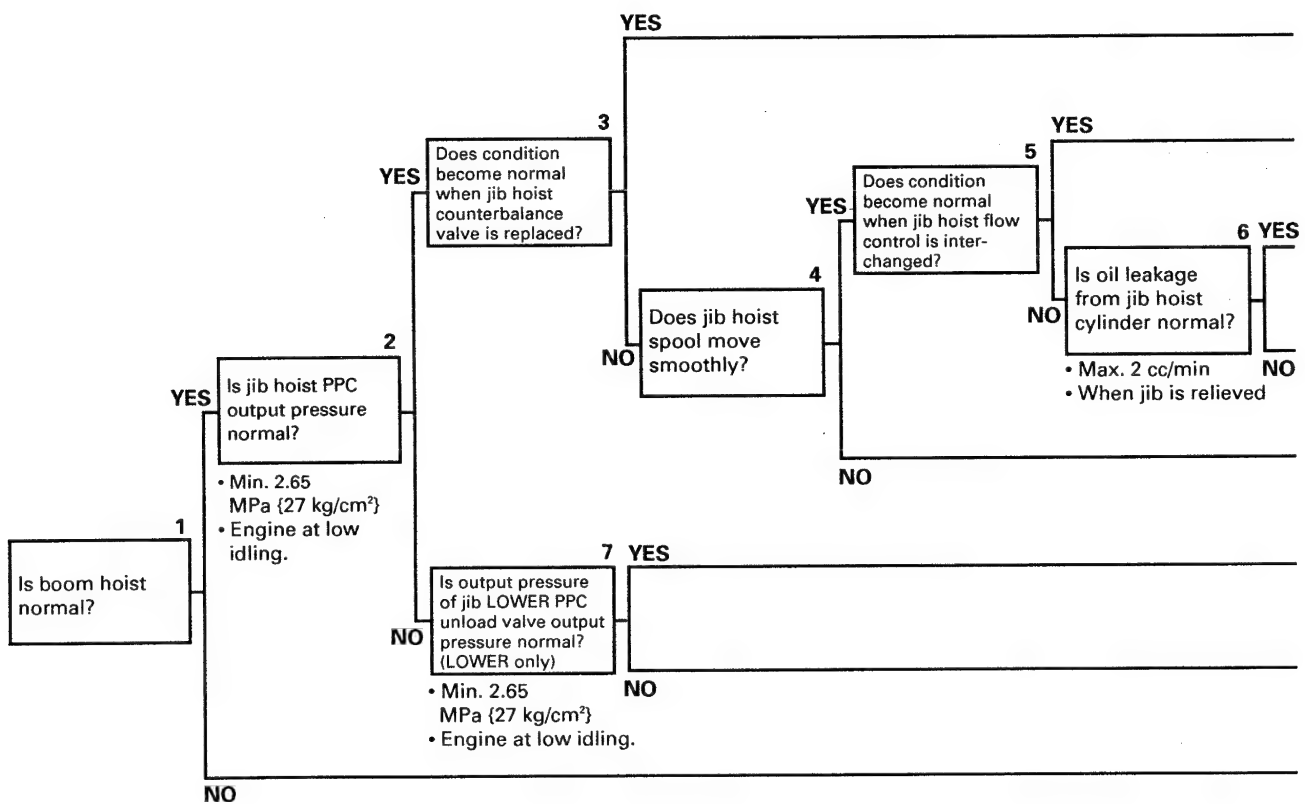 1
Is boom hoist
normal?
YES
2
Is jib hoist PPC
output pressure
normal?
• Min. 2.65
MPa {27 kg/cm²}
• Engine at low
idling.
YES
3
Does condition
become normal
when jib hoist
counterbalance
valve is replaced?
YES
NO
4
Does jib hoist
spool move
smoothly?
YES
5
Does condition
become normal
when jib hoist flow
control is inter-
changed?
YES
NO
6
Is oil leakage
from jib hoist
cylinder normal?
• Max. 2 cc/min
• When jib is relieved
YES
NO
NO
NO
7
Is output pressure
of jib LOWER PPC
unload valve output
pressure normal?
(LOWER only)
• Min. 2.65
MPa {27 kg/cm²}
• Engine at low idling.
YES
NO
NO